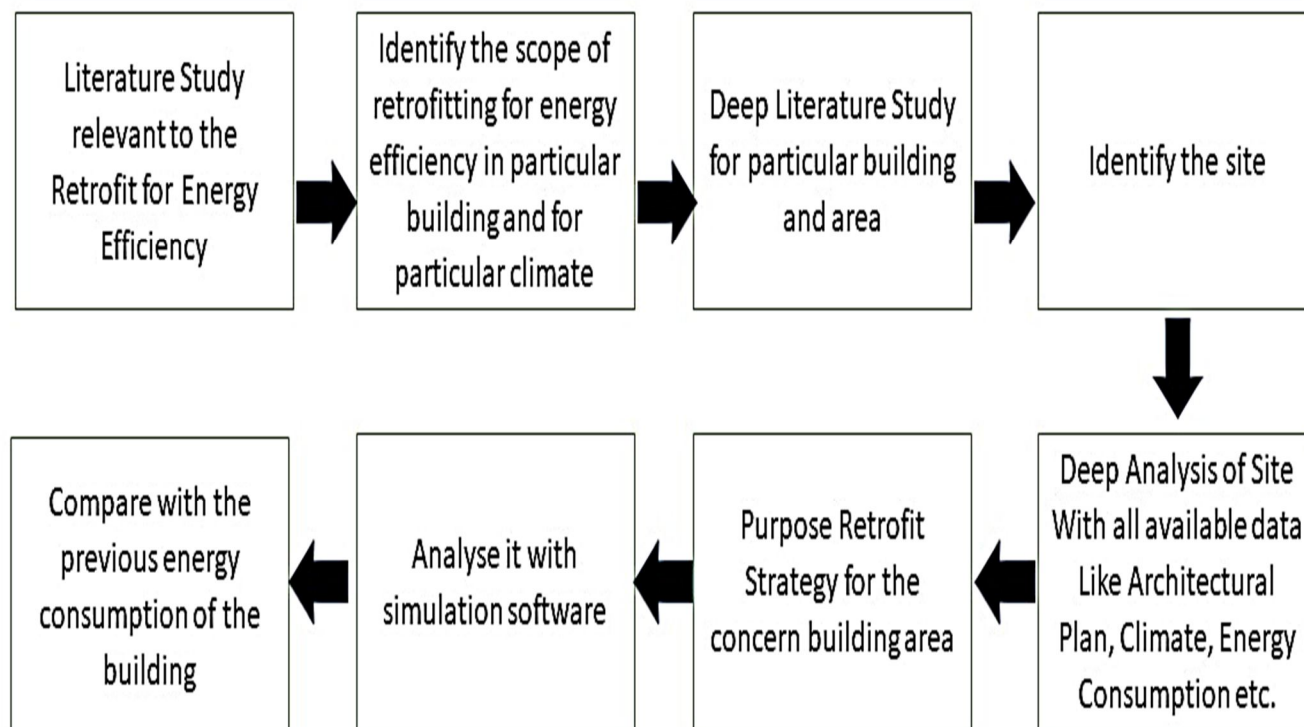 Literature Study
relevant to the
Retrofit for Energy
Efficiency
Identify the scope of
retrofitting for energy
efficiency in particular
building and for
particular climate
Deep Literature Study
for particular building
and area
Identify the site
Deep Analysis of Site
With all available data
Like Architectural
Plan, Climate, Energy
Consumption etc.
Purpose Retrofit
Strategy for the
concern building area
Analyse it with
simulation software
Compare with the
previous energy
consumption of the
building